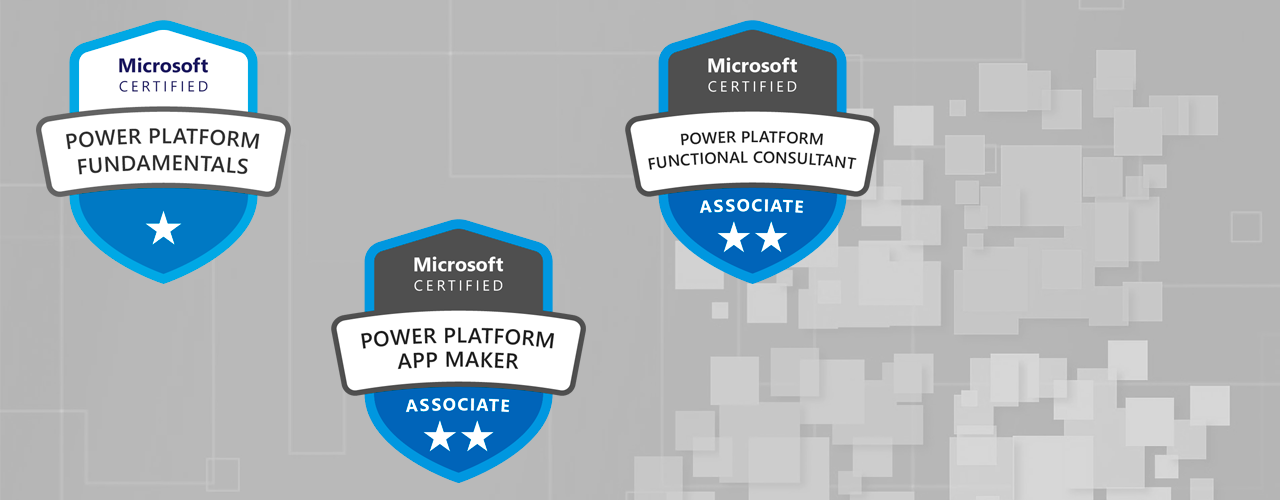 Microsoft
CERTIFIED
POWER PLATFORM
FUNDAMENTALS
Microsoft
CERTIFIED
POWER PLATFORM
APP MAKER
ASSOCIATE
Microsoft
CERTIFIED
POWER PLATFORM
FUNCTIONAL CONSULTANT
ASSOCIATE